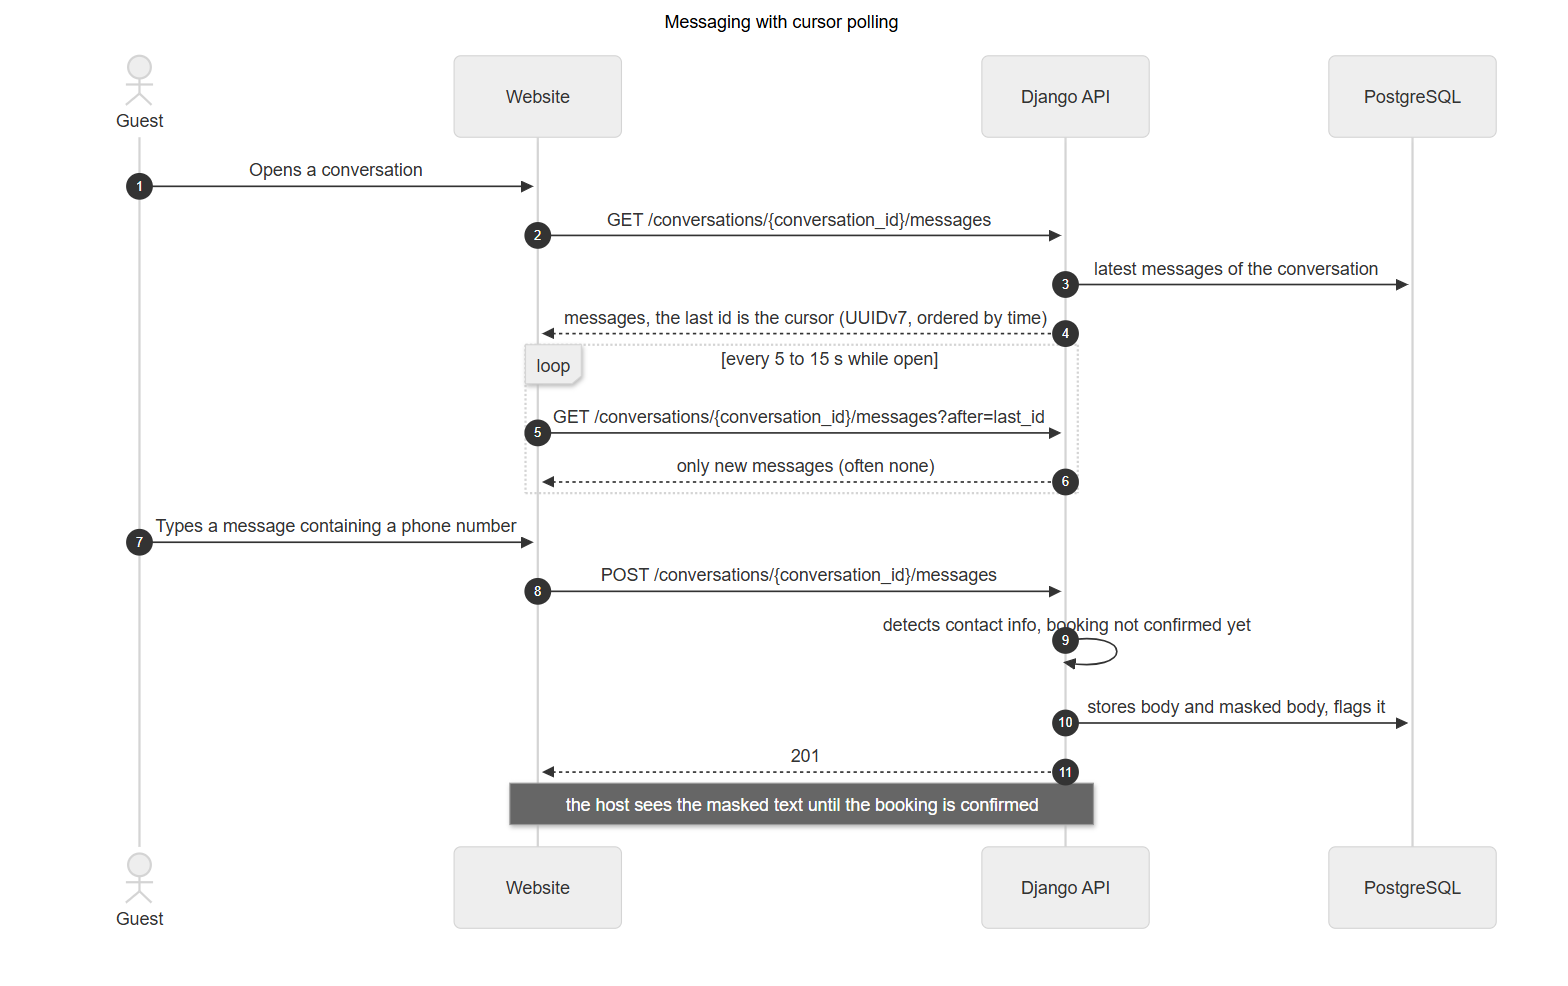 Messaging with cursor polling
Guest
Website
Django API
PostgreSQL
1
Opens a conversation
2
GET /conversations/{conversation_id}/messages
3
latest messages of the conversation
messages, the last id is the cursor (UUIDv7, ordered by time)
4
loop
[every 5 to 15 s while open]
5
GET /conversations/{conversation_id}/messages?after=last_id
only new messages (often none)
6
7
Types a message containing a phone number
8
POST /conversations/{conversation_id}/messages
detects contact info, booking not confirmed yet
9
10
stores body and masked body, flags it
201
11
the host sees the masked text until the booking is confirmed
Guest
Website
Django API
PostgreSQL